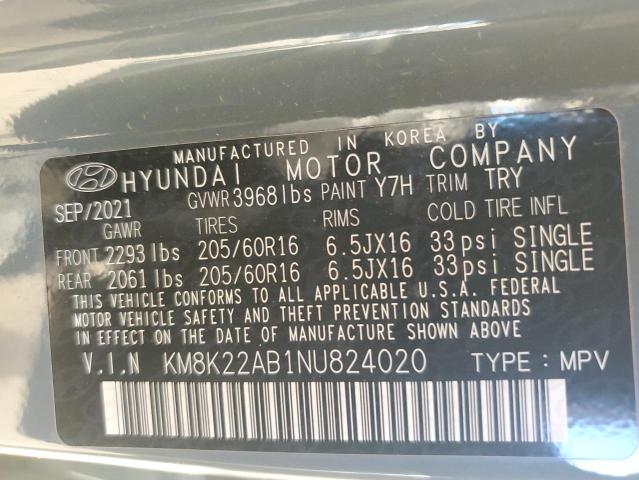 MANUFACTURED IN KOREA BY
HYUNDAI MOTOR COMPANY
SEP/2021 GVWR 3968 lbs PAINT Y7H TRIM TRY
GAWR TIRES RIMS COLD TIRE INFL
FRONT 2293 lbs 205/60R16 6.5JX16 33 psi SINGLE
REAR 2061 lbs 205/60R16 6.5JX16 33 psi SINGLE
THIS VEHICLE CONFORMS TO ALL APPLICABLE U.S.A. FEDERAL
MOTOR VEHICLE SAFETY AND THEFT PREVENTION STANDARDS
IN EFFECT ON THE DATE OF MANUFACTURE SHOWN ABOVE.
V.I.N KM8K22AB1NU824020 TYPE : MPV